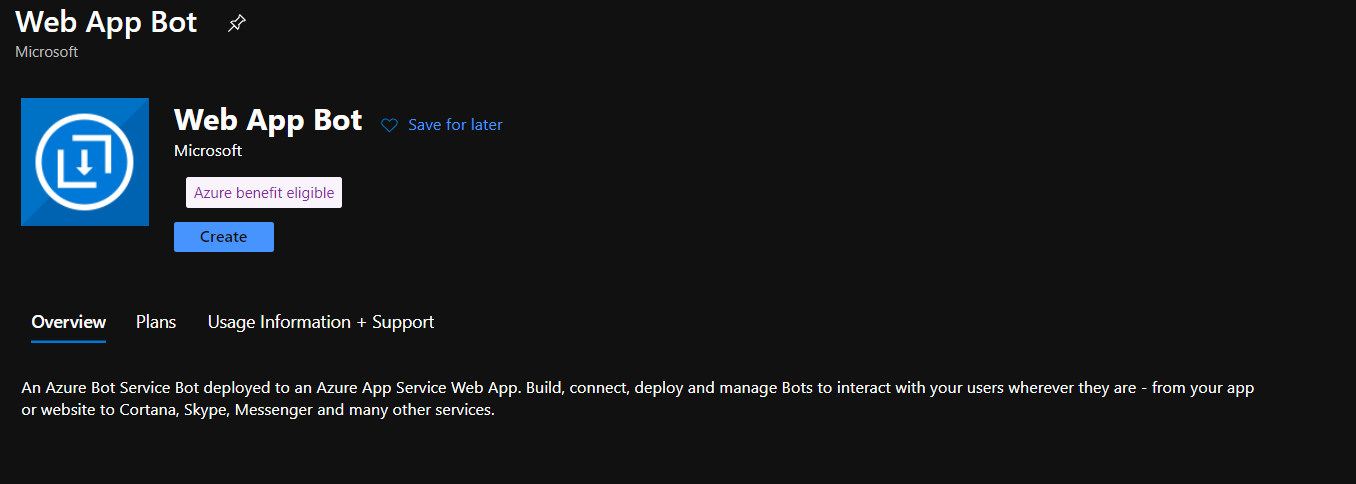 Web App Bot
Microsoft
Web App Bot
Save for later
Microsoft
Azure benefit eligible
Create
Overview
Plans
Usage Information + Support
An Azure Bot Service Bot deployed to an Azure App Service Web App. Build, connect, deploy and manage Bots to interact with your users wherever they are - from your app
or website to Cortana, Skype, Messenger and many other services.